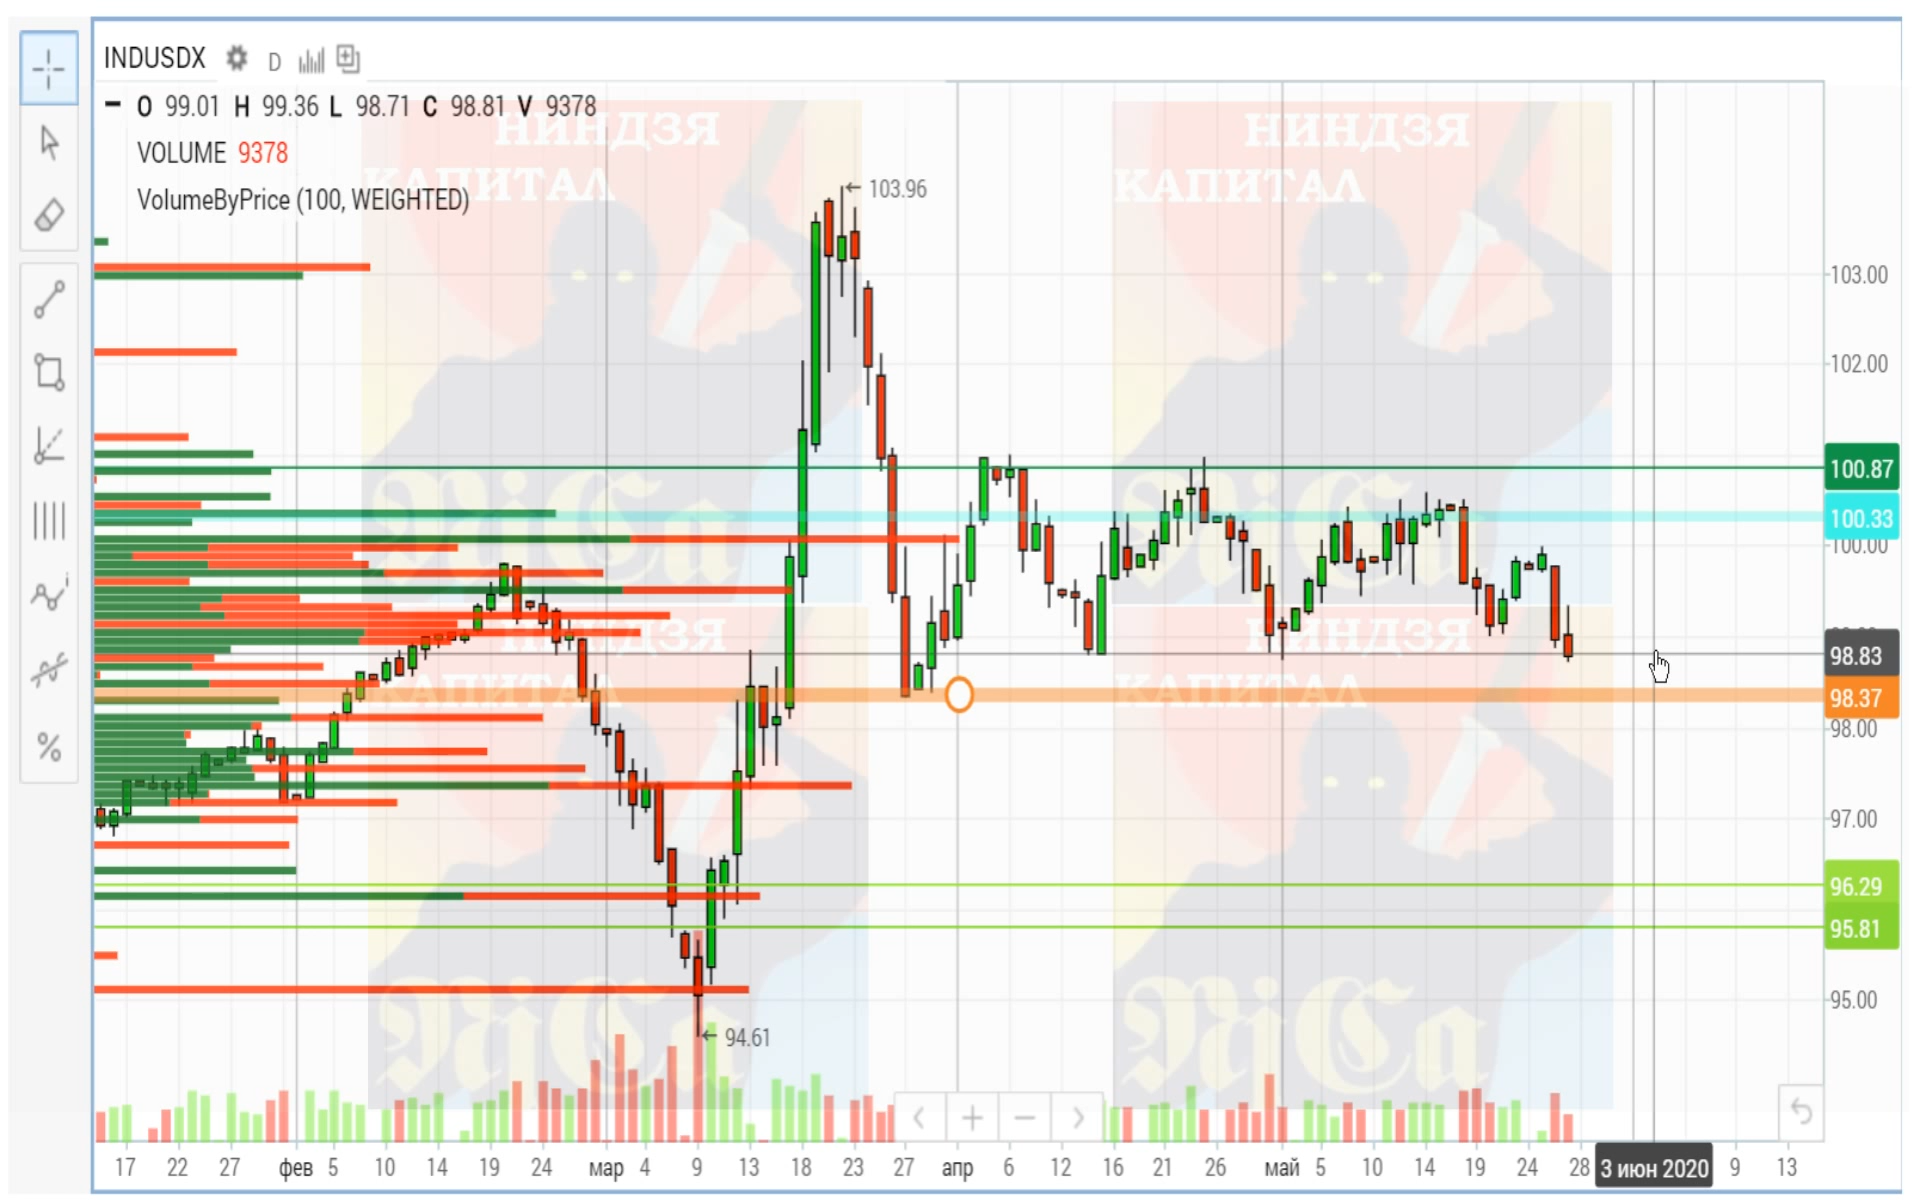 INDUSDX D
O 99.01 H 99.36 L 98.71 C 98.81 V 9378
VOLUME 9378
VolumeByPrice (100, WEIGHTED)
НИНДЗЯ
КАПИТАЛ
НИНДЗЯ
КАПИТАЛ
103.96
103.00
102.00
100.87
NiCa
NiCa
100.33
100.00
НИНДЗЯ
КАПИТАЛ
НИНДЗЯ
КАПИТАЛ
98.83
98.37
98.00
97.00
96.29
95.81
95.00
NiCa
NiCa
94.61
17 22 27 фев 5 10 14 19 24 мар 4 9 13 18 23 27 апр 6 12 16 21 26 май 5 10 14 19 24 28 3 июн 2020 9 13